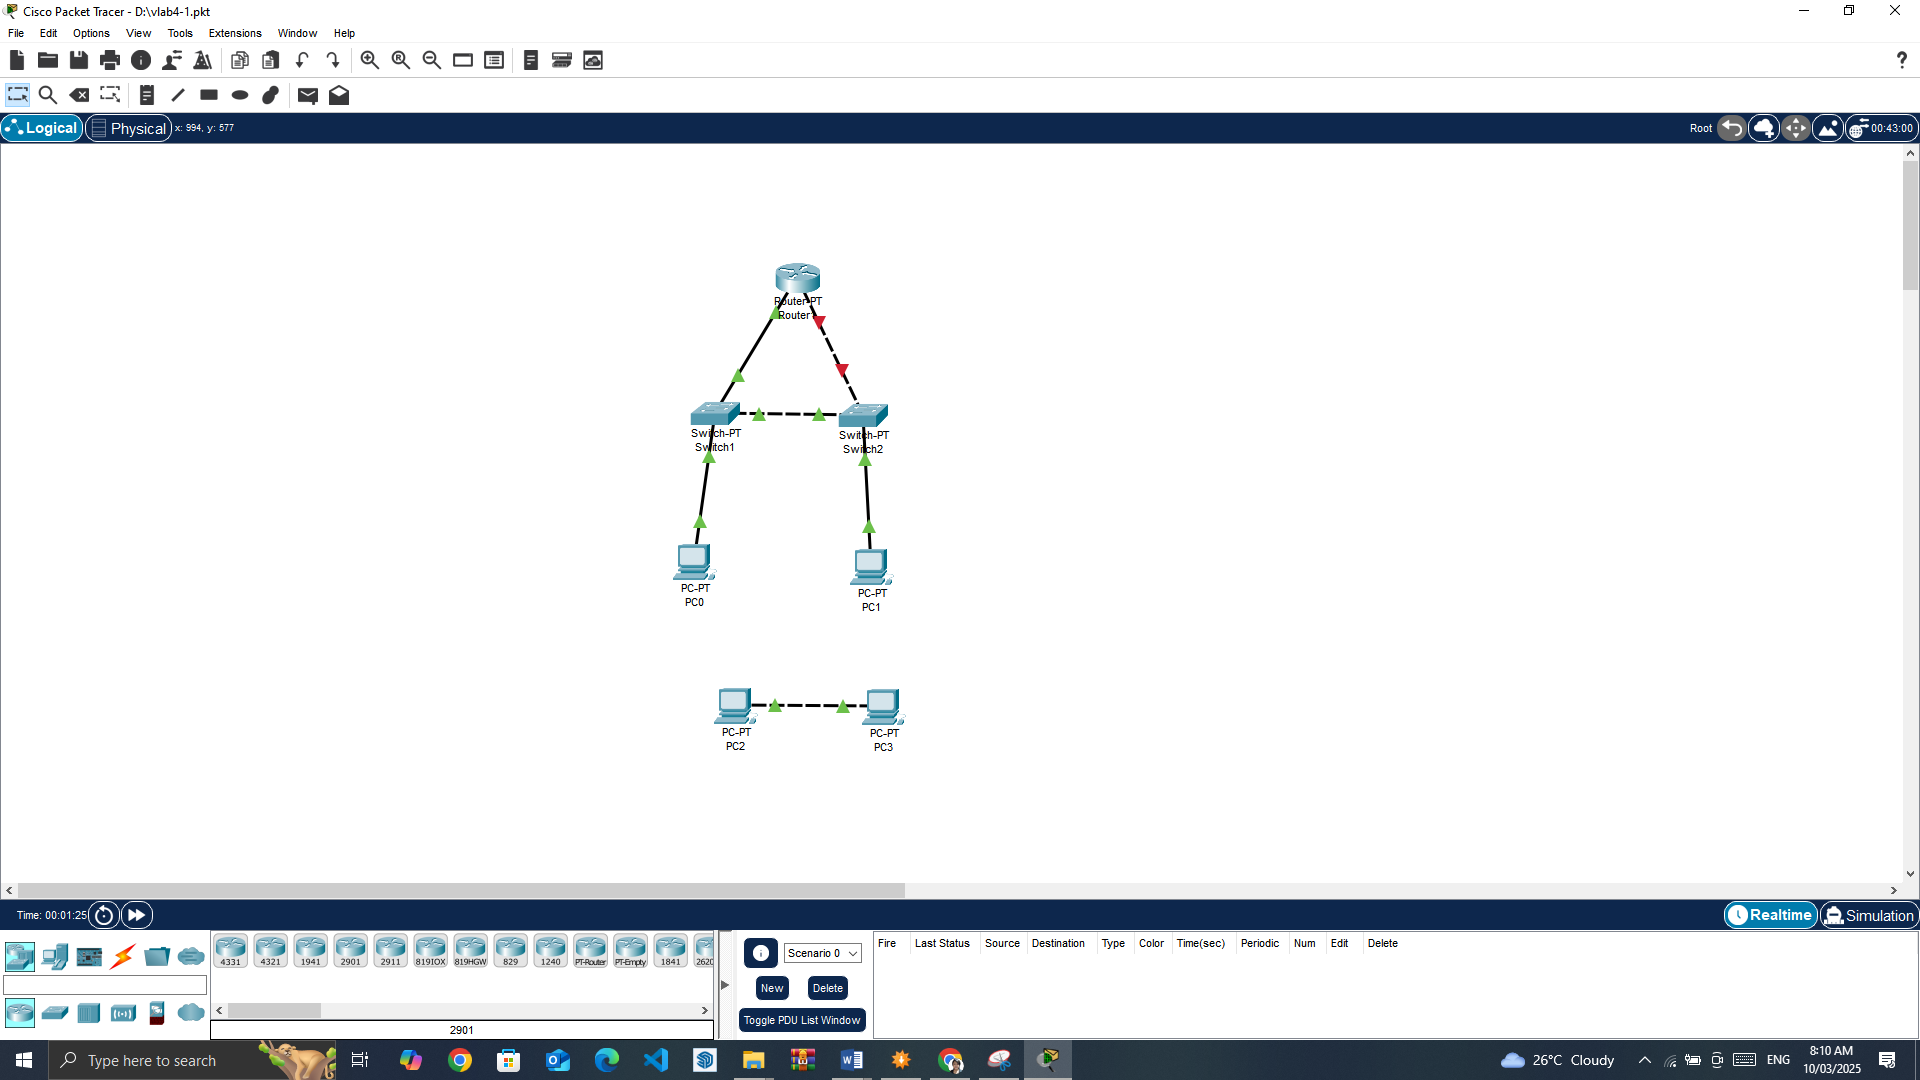 Cisco Packet Tracer - D:\vlab4-1.pkt
File Edit Options View Tools Extensions Window Help
?
Logical Physical x: 994, y: 577 Root 00:43:00
Router-PT
Router1
Switch-PT
Switch1
Switch-PT
Switch2
PC-PT
PC0
PC-PT
PC1
PC-PT
PC2
PC-PT
PC3
Time: 00:01:25 Realtime Simulation
4331 4321 1941 2901 2911 819IOX 819HGW 829 1240 PT-Router PT-Empty 1841 2620
2901
Scenario 0
New Delete
Toggle PDU List Window
Fire Last Status Source Destination Type Color Time(sec) Periodic Num Edit Delete
Type here to search
26°C Cloudy ENG 8:10 AM
10/03/2025